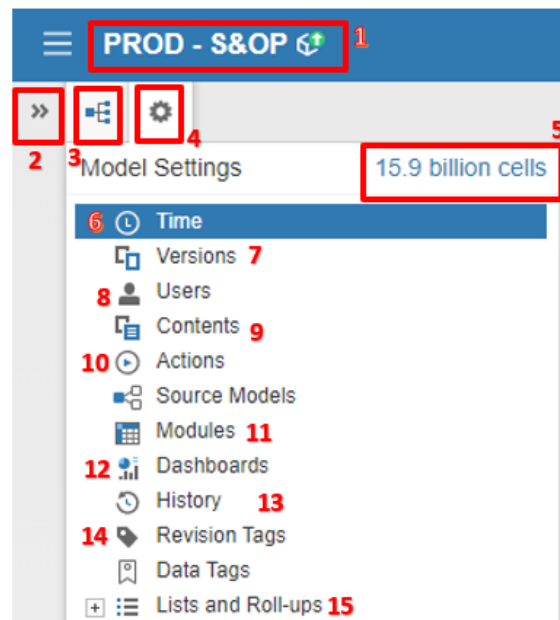 PROD - S&OP 1
2 3 4
Model Settings 15.9 billion cells 5
6 Time
Versions 7
8 Users
Contents 9
10 Actions
Source Models
Modules 11
12 Dashboards
History 13
14 Revision Tags
Data Tags
Lists and Roll-ups 15